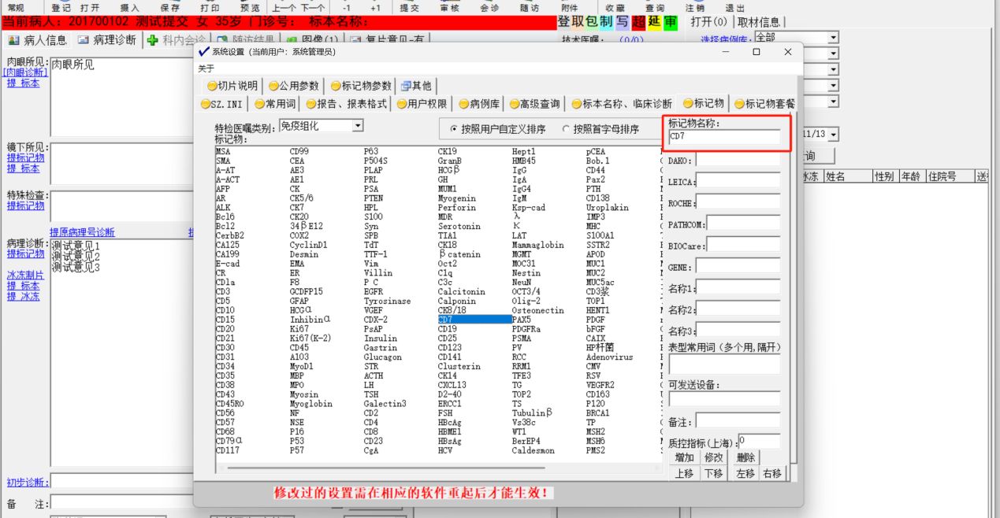 常规 登记 打开 摄入 保存 打印 预览 上一个 下一个 -1 +1 提交 审核 会诊 随访 附件 收藏 查询 注销 退出
当前病人: 201700102 测试提交 女 35岁 门诊号: 标本名称:
登 取 包 制 写 超 延 审 打开(O) 取材信息
病人信息 病理诊断 科内会诊 随访结果 图像(1) 复片意见-有 技术医嘱: (0/0) 选择病例库: 全部
肉眼所见: 肉眼所见
[肉眼诊断]
提 标本
镜下所见:
提标记物
提 标本
特殊检查:
提标记物
提原病理号诊断
病理诊断: 测试意见1
提标记物 测试意见2
测试意见3
冰冻制片
提 标本
提 冰冻
初步诊断:
备 注:
11/13
询
冰冻 姓名 性别 年龄 住院号 送
系统设置 (当前用户: 系统管理员)
关于
切片说明 公用参数 标记物参数 其他
SZ.INI 常用词 报告、报表格式 用户权限 病例库 高级查询 标本名称、临床诊断 标记物 标记物套餐
特检医嘱类别: 免疫组化 按照用户自定义排序 按照首字母排序
标记物:
MSA CD99 P63 CK19 Hept1 pCEA
SMA CEA P504S GranB HMB45 Bob.1
A-AT AE3 PLAP HCGβ IgG CD44
A-ACT AE1 PRL GH IgA Pax2
AFP CK PSA MUM1 IgG4 PTH
AR CK5/6 PTEN Myogenin IgM CD138
ALK CK7 HPL Perforin Ksp-cad Uroplakin
Bcl6 CK20 S100 MDR λ IMP3
Bcl2 34βE12 Syn Serotonin κ MHC
CerbB2 COX2 SPB TIA1 LAT S100A1
CA125 CyclinD1 TdT CK18 Mammaglobin SSTR2
CA199 Desmin TTF-1 βcatenin MGMT APOD
E-cad EMA Vim Oct2 MOC31 MUC1
CR ER Villin C1q Nestin MUC2
CD1a F8 P C C3c NeuN MUC5ac
CD3 GCDFP15 EGFR Calcitonin OCT3/4 CD3浆
CD5 GFAP Tyrosinase Calponin Olig-2 TOP1
CD10 HCGα VGEF CK8/18 Osteonectin HENT1
CD15 Inhibinα CDX-2 CD7 PAX5 PDGF
CD20 Ki67 PsAP CD19 PDGFRa bFGF
CD21 Ki67(K-2) Insulin CD25 PSMA CAIX
CD30 CD45 Gastrin CD123 PV HP杆菌
CD31 A103 Glucagon CD141 RCC Adenovirus
CD34 MyoD1 STR Clusterin RRM1 CMV
CD35 MBP ACTH CK14 TFE3 RSV
CD38 MPO LH CXCL13 TG VEGFR2
CD43 Myosin TSH D2-40 TOP2 CD163
CD45RO Myoglobin Galectin3 ERCC1 TS P120
CD56 NF CD2 FSH Tubulinβ BRCA1
CD57 NSE CD4 HBcAg Vs38c TP
CD68 P16 CD8 HBME1 WT1 MSH2
CD79α P53 CD23 HBsAg BerEP4 MSH6
CD117 P57 CgA HCV Caldesmon PMS2
标记物名称:
CD7
DAKO:
LEICA:
ROCHE:
PATHCOM:
BIOCare:
GENE:
名称1:
名称2:
名称3:
表型常用词(多个用,隔开)
可发送设备:
备注:
质控指标(上海): 0
增加 修改 删除
上移 下移 左移 右移
修改过的设置需在相应的软件重起后才能生效!